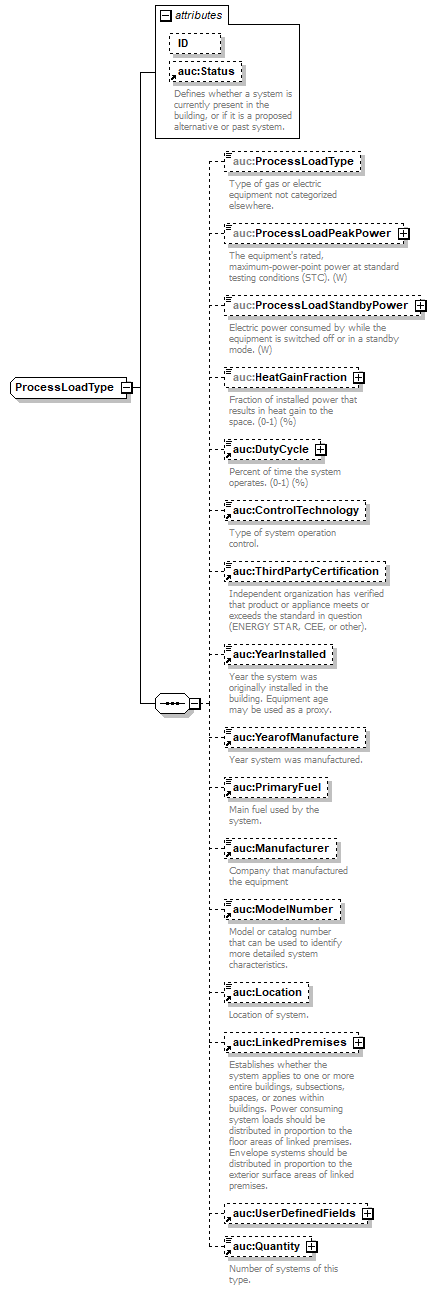 attributes
ID
auc:Status
Defines whether a system is
currently present in the
building, or if it is a proposed
alternative or past system.
auc:ProcessLoadType
Type of gas or electric
equipment not categorized
elsewhere.
auc:ProcessLoadPeakPower
The equipment's rated,
maximum-power-point power at standard
testing conditions (STC). (W)
auc:ProcessLoadStandbyPower
Electric power consumed by while the
equipment is switched off or in a standby
mode. (W)
ProcessLoadType
auc:HeatGainFraction
Fraction of installed power that
results in heat gain to the
space. (0-1) (%)
auc:DutyCycle
Percent of time the system
operates. (0-1) (%)
auc:ControlTechnology
Type of system operation
control.
auc:ThirdPartyCertification
Independent organization has verified
that product or appliance meets or
exceeds the standard in question
(ENERGY STAR, CEE, or other).
auc:YearInstalled
Year the system was
originally installed in the
building. Equipment age
may be used as a proxy.
auc:YearofManufacture
Year system was manufactured.
auc:PrimaryFuel
Main fuel used by the
system.
auc:Manufacturer
Company that manufactured
the equipment
auc:ModelNumber
Model or catalog number
that can be used to identify
more detailed system
characteristics.
auc:Location
Location of system.
auc:LinkedPremises
Establishes whether the
system applies to one or more
entire buildings, subsections,
spaces, or zones within
buildings. Power consuming
system loads should be
distributed in proportion to the
floor areas of linked premises.
Envelope systems should be
distributed in proportion to the
exterior surface areas of linked
premises.
auc:UserDefinedFields
auc:Quantity
Number of systems of this
type.